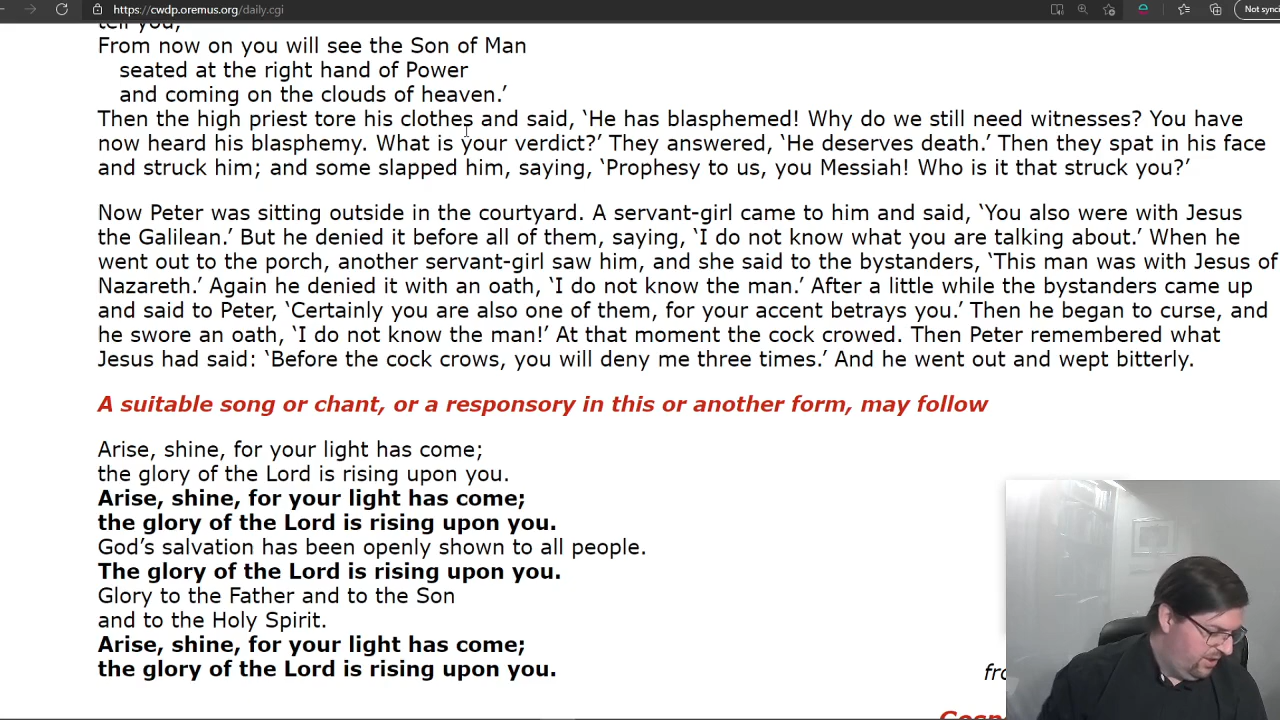 https://cwdp.oremus.org/daily.cgi
Not synci
tell you,
From now on you will see the Son of Man
seated at the right hand of Power
and coming on the clouds of heaven.’
Then the high priest tore his clothes and said, ‘He has blasphemed! Why do we still need witnesses? You have
now heard his blasphemy. What is your verdict?’ They answered, ‘He deserves death.’ Then they spat in his face
and struck him; and some slapped him, saying, ‘Prophesy to us, you Messiah! Who is it that struck you?’
Now Peter was sitting outside in the courtyard. A servant-girl came to him and said, ‘You also were with Jesus
the Galilean.’ But he denied it before all of them, saying, ‘I do not know what you are talking about.’ When he
went out to the porch, another servant-girl saw him, and she said to the bystanders, ‘This man was with Jesus of
Nazareth.’ Again he denied it with an oath, ‘I do not know the man.’ After a little while the bystanders came up
and said to Peter, ‘Certainly you are also one of them, for your accent betrays you.’ Then he began to curse, and
he swore an oath, ‘I do not know the man!’ At that moment the cock crowed. Then Peter remembered what
Jesus had said: ‘Before the cock crows, you will deny me three times.’ And he went out and wept bitterly.
A suitable song or chant, or a responsory in this or another form, may follow
Arise, shine, for your light has come;
the glory of the Lord is rising upon you.
Arise, shine, for your light has come;
the glory of the Lord is rising upon you.
God’s salvation has been openly shown to all people.
The glory of the Lord is rising upon you.
Glory to the Father and to the Son
and to the Holy Spirit.
Arise, shine, for your light has come;
the glory of the Lord is rising upon you.